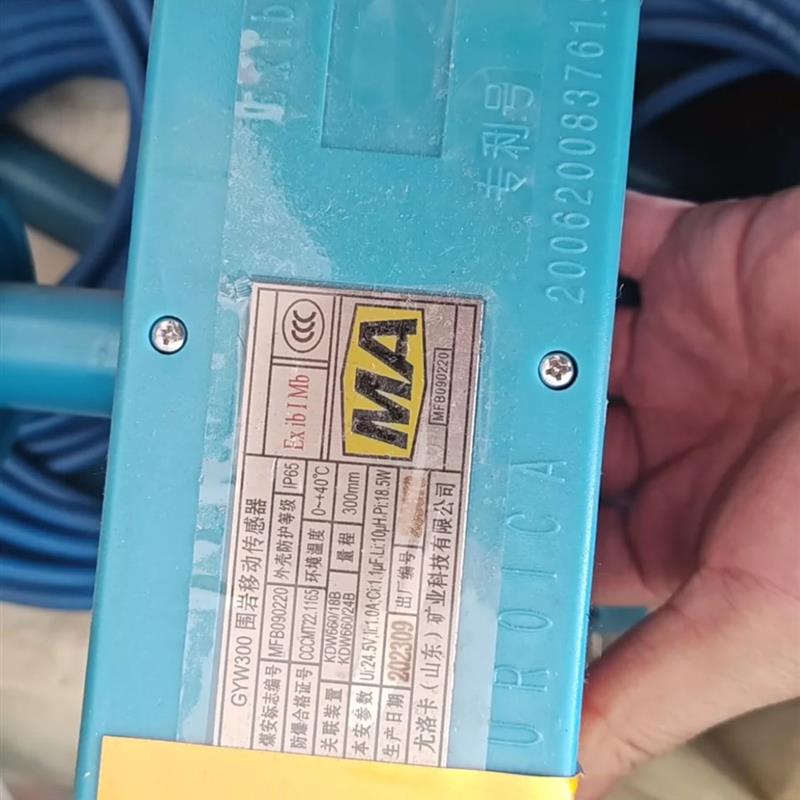 Exib
专利号
200620083761.
GYW300 围岩移动传感器
煤安标志编号 MFB090220 外壳防护等级 IP65
防爆合格证号 CCCMT22.1165 环境温度 0~+40℃
关联装置 KDW660/18B KDW660/24B 量程 300mm
本安参数 Ui:24.5V,Ii:1.0A,Ci:1.1μF,Li:10μH,Pi:18.5W
生产日期 202309 出厂编号
尤洛卡(山东)矿业科技有限公司
CCC
Ex ib I Mb
MA
MFB090220
UROICA